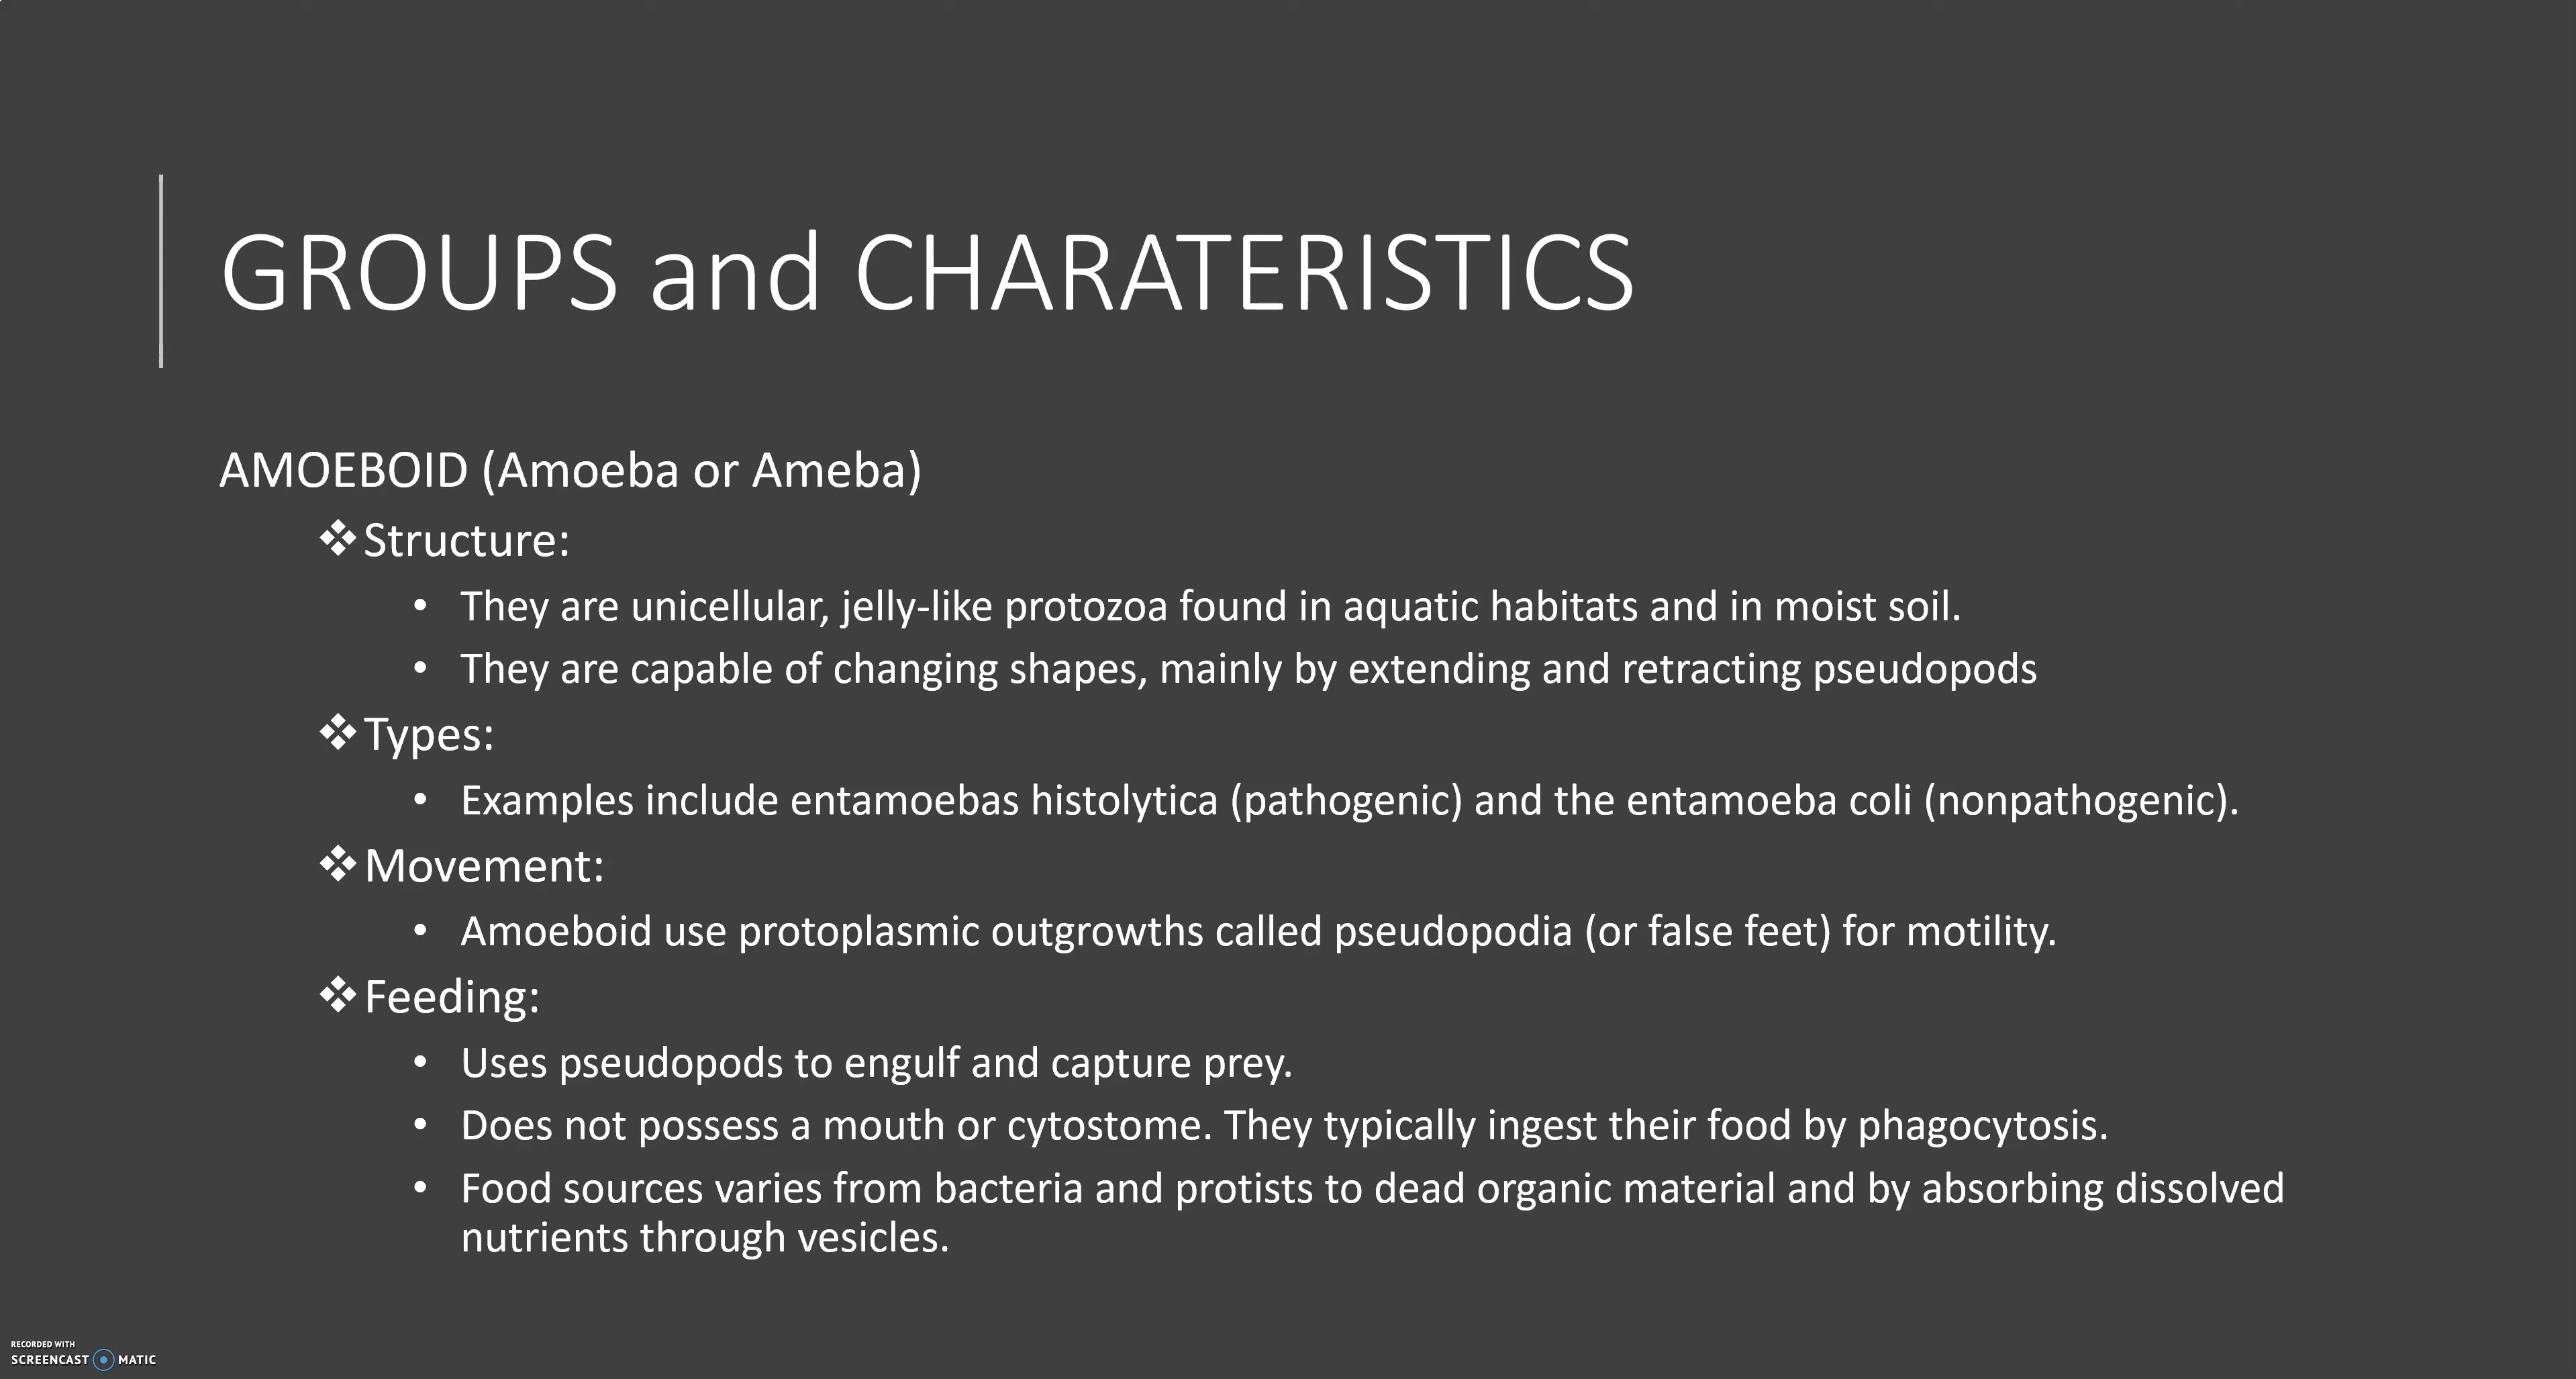 GROUPS and CHARATERISTICS
AMOEBOID (Amoeba or Ameba)
❖Structure:
• They are unicellular, jelly-like protozoa found in aquatic habitats and in moist soil.
• They are capable of changing shapes, mainly by extending and retracting pseudopods
❖Types:
• Examples include entamoebas histolytica (pathogenic) and the entamoeba coli (nonpathogenic).
❖Movement:
• Amoeboid use protoplasmic outgrowths called pseudopodia (or false feet) for motility.
❖Feeding:
• Uses pseudopods to engulf and capture prey.
• Does not possess a mouth or cytostome. They typically ingest their food by phagocytosis.
• Food sources varies from bacteria and protists to dead organic material and by absorbing dissolved
nutrients through vesicles.
RECORDED WITH
SCREENCAST MATIC